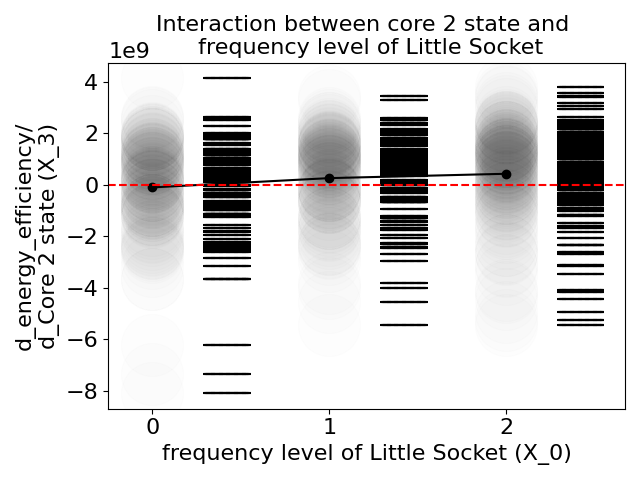 Interaction between core 2 state and
frequency level of Little Socket
1e9
4
2
0
−2
−4
−6
−8
d_energy_efficiency/
d_Core 2 state (X_3)
0 1 2
frequency level of Little Socket (X_0)